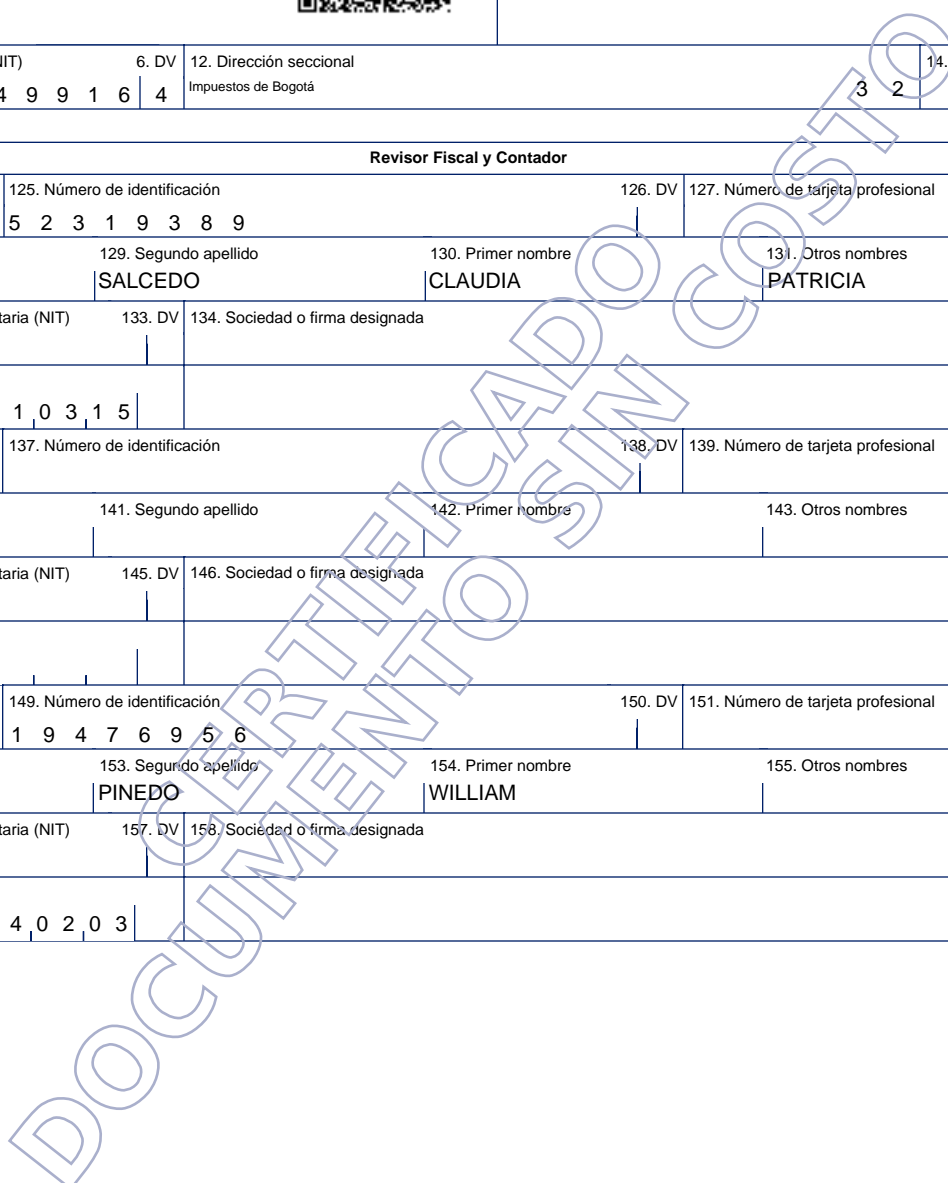 NIT) 6. DV 12. Dirección seccional 14.
4 9 9 1 6 4 Impuestos de Bogotá 3 2
Revisor Fiscal y Contador
125. Número de identificación 126. DV 127. Número de tarjeta profesional
5 2 3 1 9 3 8 9
129. Segundo apellido 130. Primer nombre 131. Otros nombres
SALCEDO CLAUDIA PATRICIA
taria (NIT) 133. DV 134. Sociedad o firma designada
1 0 3 1 5
137. Número de identificación 138. DV 139. Número de tarjeta profesional
141. Segundo apellido 142. Primer nombre 143. Otros nombres
taria (NIT) 145. DV 146. Sociedad o firma designada
149. Número de identificación 150. DV 151. Número de tarjeta profesional
1 9 4 7 6 9 5 6
153. Segundo apellido 154. Primer nombre 155. Otros nombres
PINEDO WILLIAM
taria (NIT) 157. DV 158. Sociedad o firma designada
4 0 2 0 3
CERTIFICADO
DOCUMENTO SIN COSTO